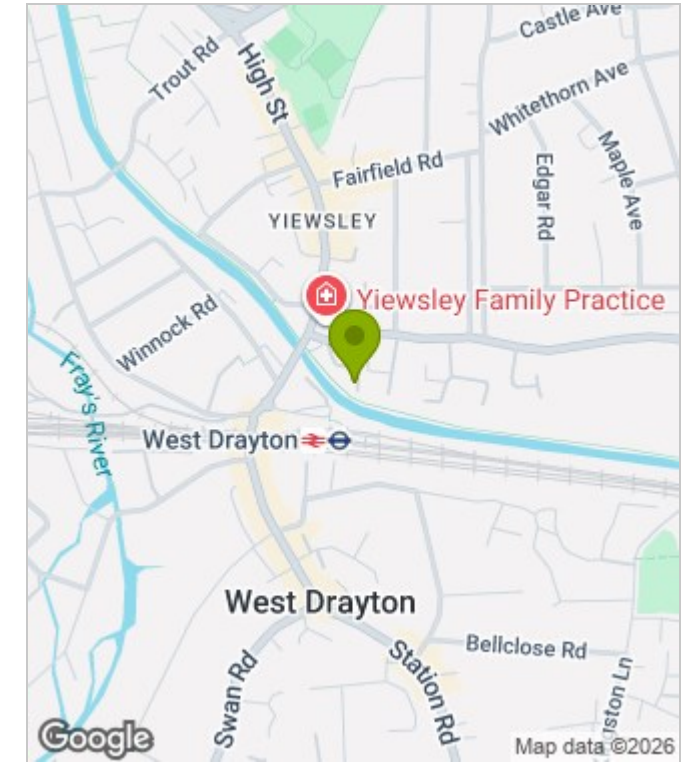 Castle Ave
Trout Rd
High St
Whitethorn Ave
Fairfield Rd
Edgar Rd
Maple Ave
YIEWSLEY
Yiewsley Family Practice
Winnock Rd
Fray's River
West Drayton
West Drayton
Bellclose Rd
Swan Rd
Station Rd
Google
Map data ©2026